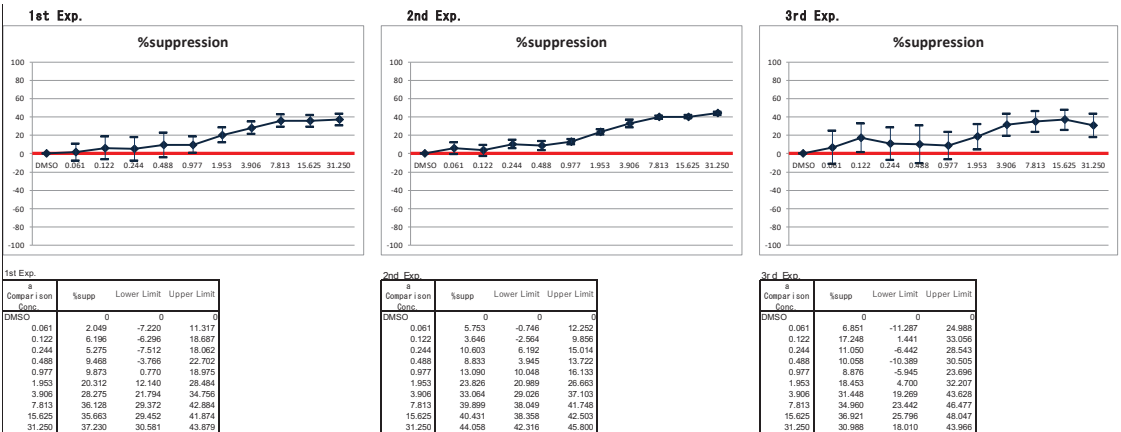 1st Exp.
%suppression
100
80
60
40
20
0
-20
-40
-60
-80
-100
DMSO 0.061 0.122 0.244 0.488 0.977 1.953 3.906 7.813 15.625 31.250
2nd Exp.
%suppression
100
80
60
40
20
0
-20
-40
-60
-80
-100
DMSO 0.061 0.122 0.244 0.488 0.977 1.953 3.906 7.813 15.625 31.250
3rd Exp.
%suppression
100
80
60
40
20
0
-20
-40
-60
-80
-100
DMSO 0.061 0.122 0.244 0.488 0.977 1.953 3.906 7.813 15.625 31.250
1st Exp.
a
Comparison
Conc.
%supp Lower Limit Upper Limit
DMSO 0 0 0
0.061 2.049 -7.220 11.317
0.122 6.196 -6.296 18.687
0.244 5.275 -7.512 18.062
0.488 9.468 -3.766 22.702
0.977 9.873 0.770 18.975
1.953 20.312 12.140 28.484
3.906 28.275 21.794 34.756
7.813 36.128 29.372 42.884
15.625 35.663 29.452 41.874
31.250 37.230 30.581 43.879
2nd Exp.
a
Comparison
Conc.
%supp Lower Limit Upper Limit
DMSO 0 0 0
0.061 5.753 -0.746 12.252
0.122 3.646 -2.564 9.856
0.244 10.603 6.192 15.014
0.488 8.833 3.945 13.722
0.977 13.090 10.048 16.133
1.953 23.826 20.989 26.663
3.906 33.064 29.026 37.103
7.813 39.899 38.049 41.748
15.625 40.431 38.358 42.503
31.250 44.058 42.316 45.800
3rd Exp.
a
Comparison
Conc.
%supp Lower Limit Upper Limit
DMSO 0 0 0
0.061 6.851 -11.287 24.988
0.122 17.248 1.441 33.056
0.244 11.050 -6.442 28.543
0.488 10.058 -10.389 30.505
0.977 8.876 -5.945 23.696
1.953 18.453 4.700 32.207
3.906 31.448 19.269 43.628
7.813 34.960 23.442 46.477
15.625 36.921 25.796 48.047
31.250 30.988 18.010 43.966